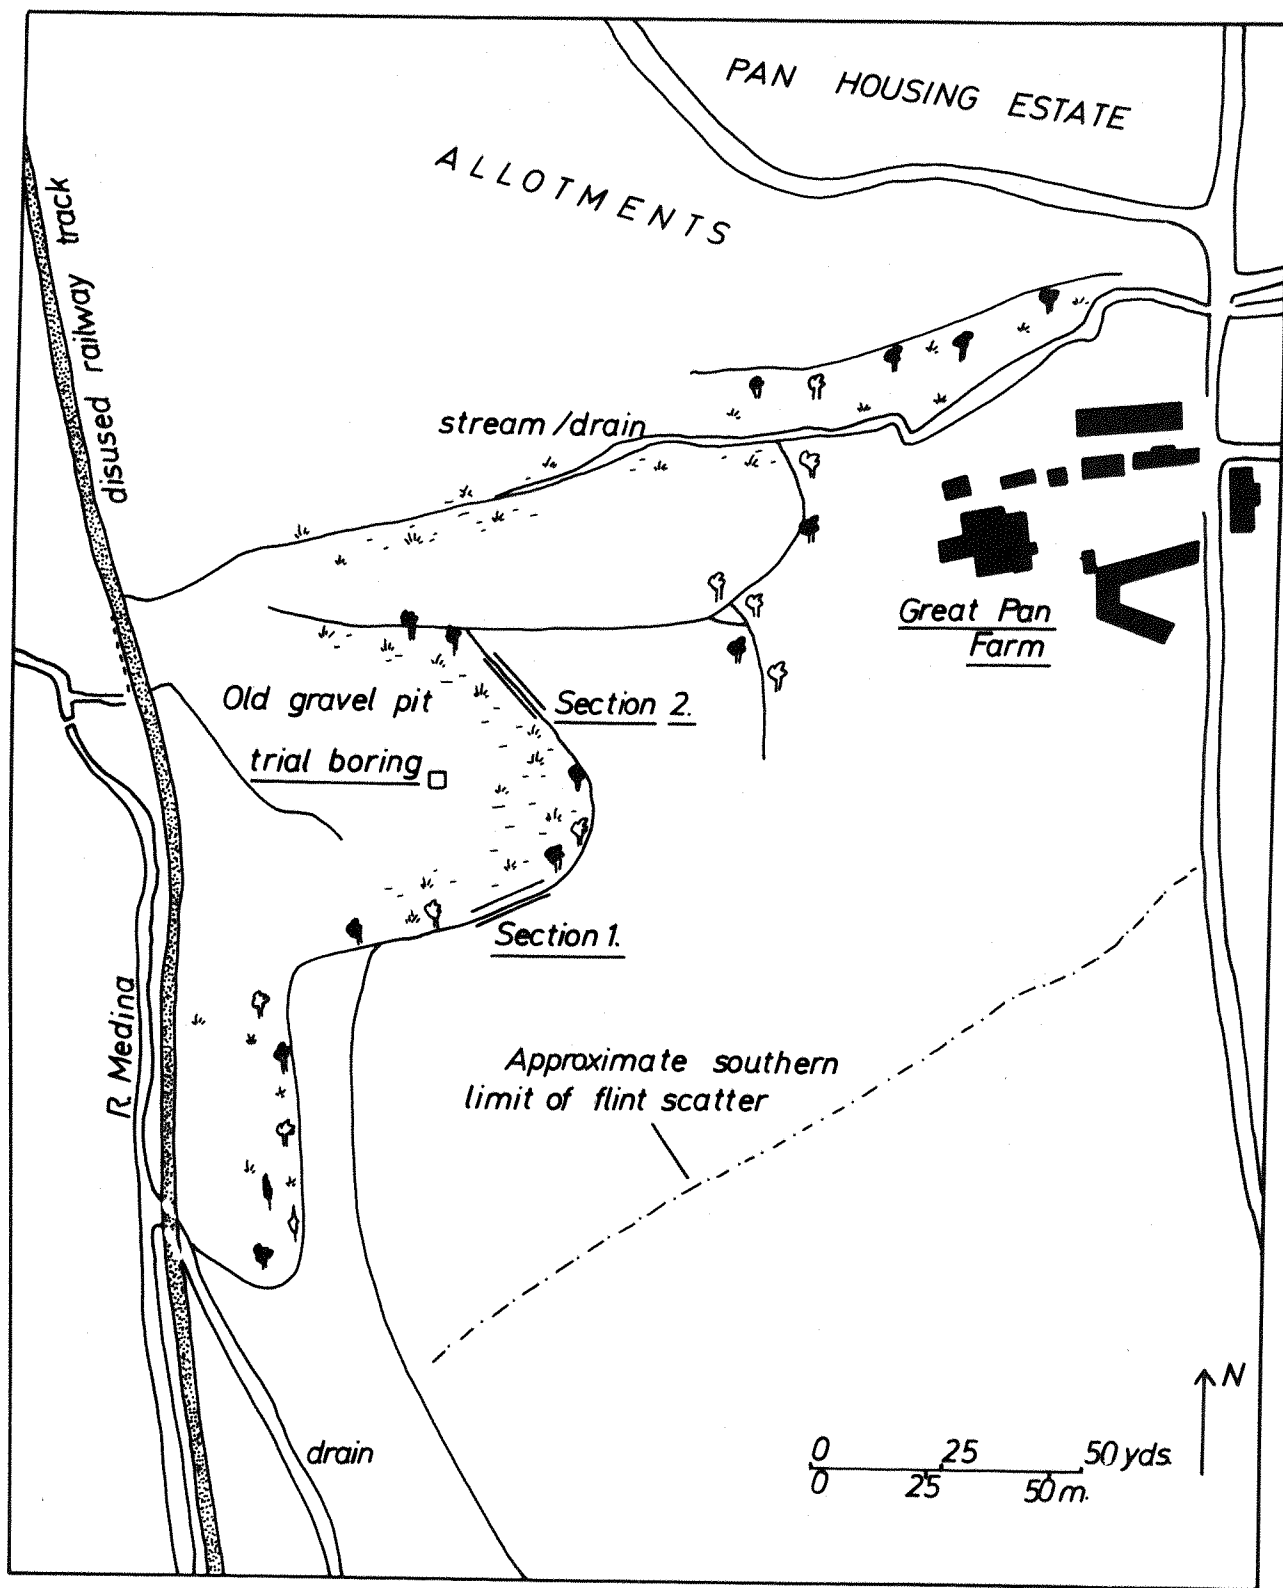 PAN HOUSING ESTATE
ALLOTMENTS
disused railway track
stream/drain
Great Pan
Farm
Old gravel pit
Section 2.
trial boring
Section 1.
R. Medina
Approximate southern
limit of flint scatter
N
drain
0 25 50 yds.
0 25 50 m.